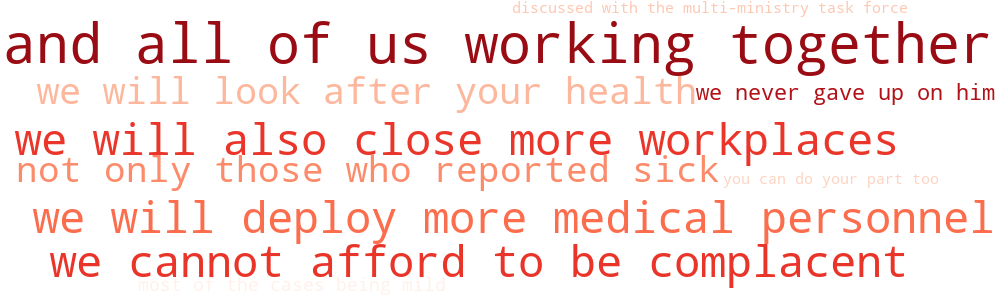 discussed with the multi-ministry task force
and all of us working together
we will look after your health
we never gave up on him
we will also close more workplaces
not only those who reported sick
you can do your part too
we will deploy more medical personnel
we cannot afford to be complacent
most of the cases being mild